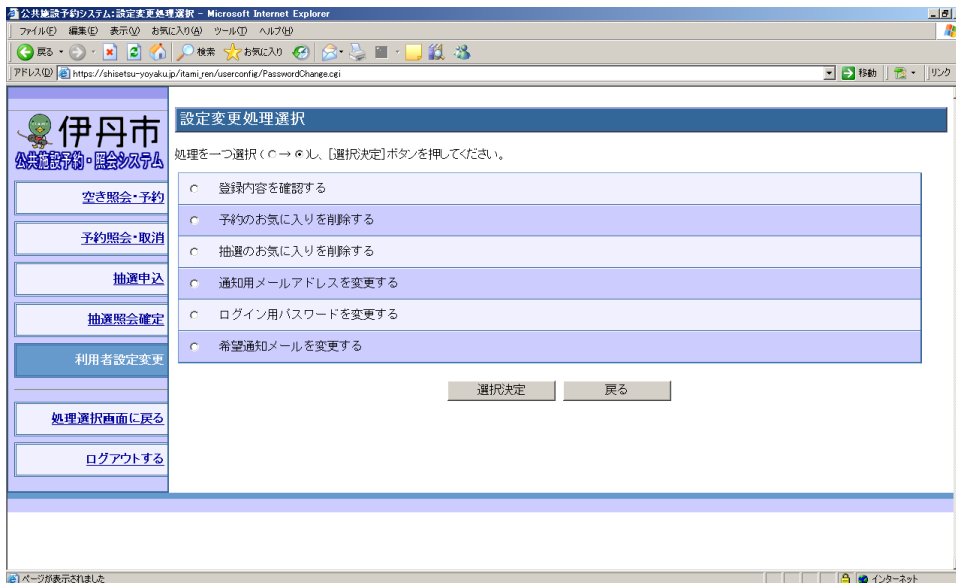 公共施設予約システム:設定変更処理選択 - Microsoft Internet Explorer
ファイル(F) 編集(E) 表示(V) お気に入り(A) ツール(T) ヘルプ(H)
戻る 検索 お気に入り
アドレス(D) https://shisetsu-yoyaku.jp/itami_ren/userconfig/PasswordChange.cgi 移動 リンク
伊丹市
公共施設予約・照会システム
空き照会・予約
予約照会・取消
抽選申込
抽選照会確定
利用者設定変更
処理選択画面に戻る
ログアウトする
設定変更処理選択
処理を一つ選択(○→◉)し、[選択決定]ボタンを押してください。
登録内容を確認する
予約のお気に入りを削除する
抽選のお気に入りを削除する
通知用メールアドレスを変更する
ログイン用パスワードを変更する
希望通知メールを変更する
選択決定 戻る
ページが表示されました インターネット